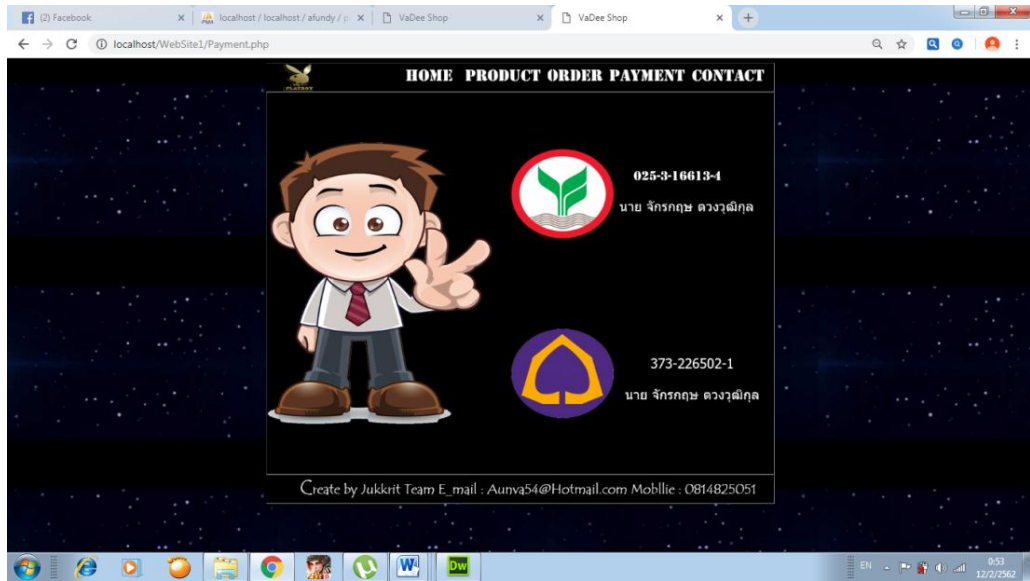 (2) Facebook
localhost / localhost / afundy / p
VaDee Shop
VaDee Shop
localhost/WebSite1/Payment.php
PLAYBOY
HOME PRODUCT ORDER PAYMENT CONTACT
025-3-16613-4
นาย จักรกฤษ ดวงวุฒิกุล
373-226502-1
นาย จักรกฤษ ดวงวุฒิกุล
Create by Jukkrit Team E_mail : Aunva54@Hotmail.com Mobllie : 0814825051
W
Dw
EN
0:53
12/2/2562